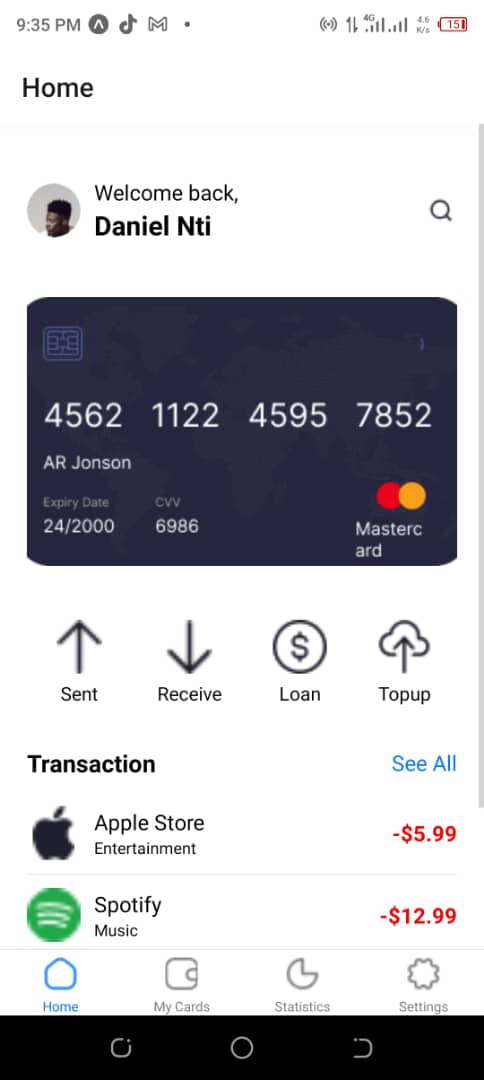 9:35 PM
4G
4.6
K/s
15
Home
Welcome back,
Daniel Nti
4562 1122 4595 7852
AR Jonson
Expiry Date CVV
24/2000 6986
Masterc
ard
Sent Receive Loan Topup
Transaction See All
Apple Store
Entertainment
-$5.99
Spotify
Music
-$12.99
Home My Cards Statistics Settings